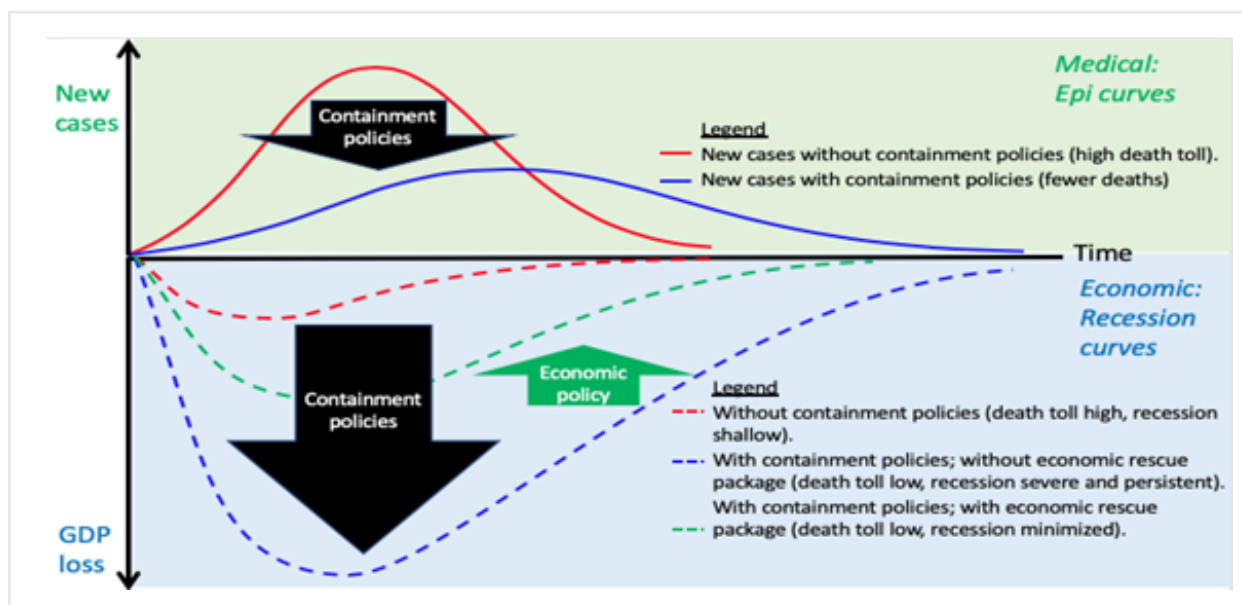 New
cases
Containment
policies
Medical:
Epi curves
Legend
New cases without containment policies (high death toll).
New cases with containment policies (fewer deaths)
Time
Economic:
Recession
curves
Containment
policies
Economic
policy
Legend
Without containment policies (death toll high, recession
shallow).
With containment policies; without economic rescue
package (death toll low, recession severe and persistent).
With containment policies; with economic rescue
package (death toll low, recession minimized).
GDP
loss